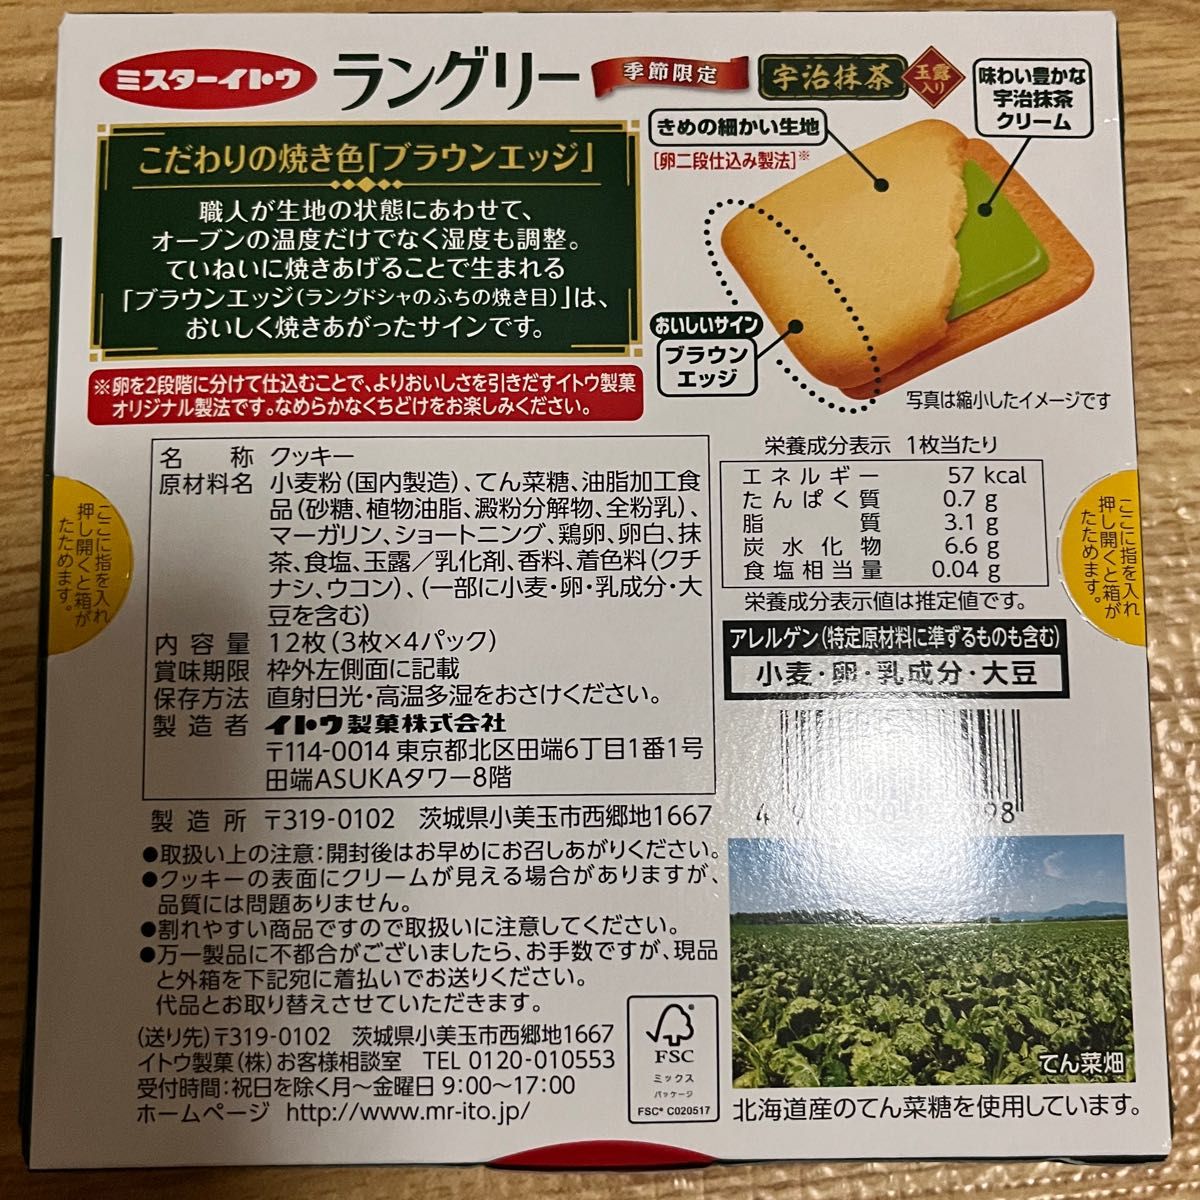 ミスターイトウ ラングリー 季節限定 宇治抹茶 玉露入り
こだわりの焼き色「ブラウンエッジ」
職人が生地の状態にあわせて、
オーブンの温度だけでなく湿度も調整。
ていねいに焼きあげることで生まれる
「ブラウンエッジ(ラングドシャのふちの焼き目)」は、
おいしく焼きあがったサインです。
※卵を2段階に分けて仕込むことで、よりおいしさを引きだすイトウ製菓
オリジナル製法です。なめらかなくちどけをお楽しみください。
きめの細かい生地
[卵二段仕込み製法]※
味わい豊かな
宇治抹茶
クリーム
おいしいサイン
ブラウン
エッジ
写真は縮小したイメージです
名称 クッキー
原材料名 小麦粉(国内製造)、てん菜糖、油脂加工食
品(砂糖、植物油脂、澱粉分解物、全粉乳)、
マーガリン、ショートニング、鶏卵、卵白、抹
茶、食塩、玉露／乳化剤、香料、着色料(クチ
ナシ、ウコン)、(一部に小麦・卵・乳成分・大
豆を含む)
内容量 12枚(3枚×4パック)
賞味期限 枠外左側面に記載
保存方法 直射日光・高温多湿をおさけください。
製造者 イトウ製菓株式会社
〒114-0014 東京都北区田端6丁目1番1号
田端ASUKAタワー8階
製造所 〒319-0102 茨城県小美玉市西郷地1667
●取扱い上の注意:開封後はお早めにお召しあがりください。
●クッキーの表面にクリームが見える場合がありますが、
品質には問題ありません。
●割れやすい商品ですので取扱いに注意してください。
●万一製品に不都合がございましたら、お手数ですが、現品
と外箱を下記宛に着払いでお送りください。
代品とお取り替えさせていただきます。
(送り先)〒319-0102 茨城県小美玉市西郷地1667
イトウ製菓(株)お客様相談室 TEL 0120-010553
受付時間:祝日を除く月～金曜日 9:00～17:00
ホームページ http://www.mr-ito.jp/
FSC
ミックス
パッケージ
FSC® C020517
栄養成分表示 1枚当たり
エネルギー 57 kcal
たんぱく質 0.7 g
脂質 3.1 g
炭水化物 6.6 g
食塩相当量 0.04 g
栄養成分表示値は推定値です。
アレルゲン(特定原材料に準ずるものも含む)
小麦・卵・乳成分・大豆
てん菜畑
北海道産のてん菜糖を使用しています。
ここに指を入れ
押し開くと箱が
たためます。
ここに指を入れ
押し開くと箱が
たためます。